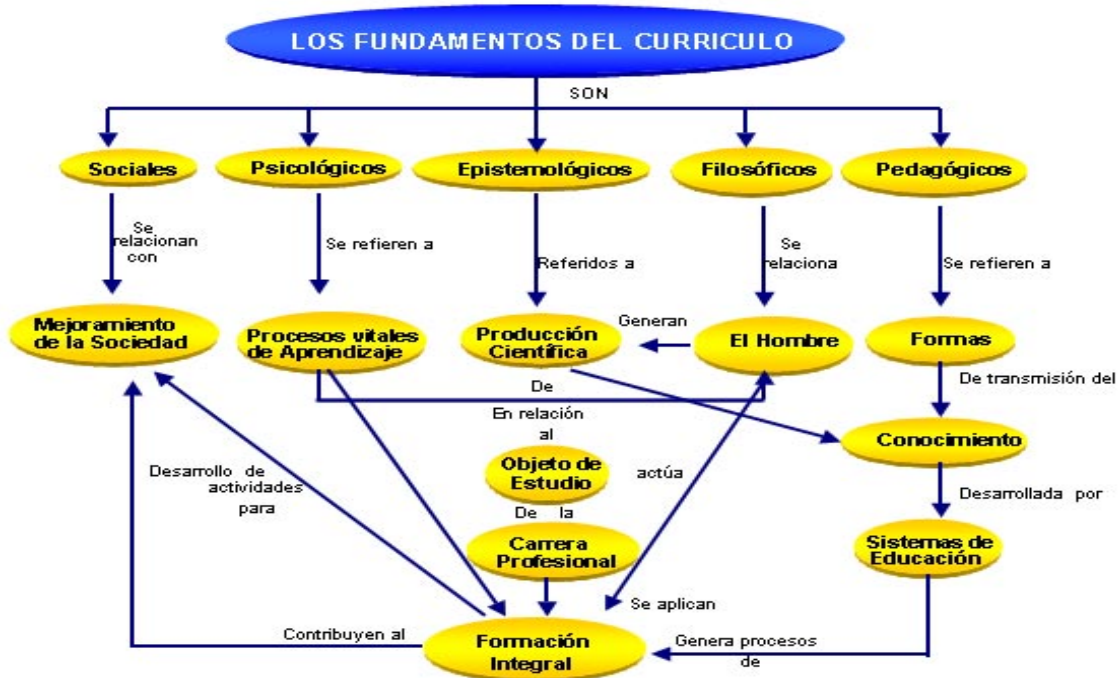 LOS FUNDAMENTOS DEL CURRICULO
SON
Sociales
Psicológicos
Epistemológicos
Filosóficos
Pedagógicos
Se
relacionan
con
Se refieren a
Referidos a
Se
relaciona
Se refieren a
Mejoramiento
de la Sociedad
Procesos vitales
de Aprendizaje
Producción
Científica
Generan
El Hombre
Formas
De transmisión del
De
En relación
al
Conocimiento
Objeto de
Estudio
actúa
Desarrollo de
actividades
para
Desarrollada por
De la
Carrera
Profesional
Sistemas de
Educación
Se aplican
Contribuyen al
Formación
Integral
Genera procesos
de